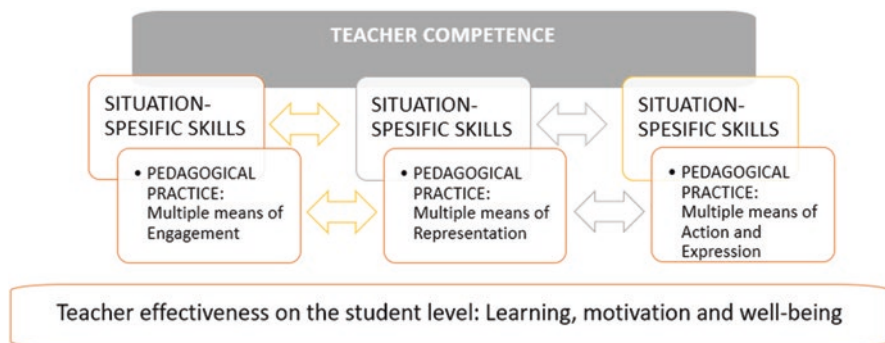 TEACHER COMPETENCE
SITUATION-
SPESIFIC SKILLS
• PEDAGOGICAL
PRACTICE:
Multiple means of
Engagement
SITUATION-
SPESIFIC SKILLS
• PEDAGOGICAL
PRACTICE:
Multiple means of
Representation
SITUATION-
SPESIFIC SKILLS
• PEDAGOGICAL
PRACTICE:
Multiple means of
Action and
Expression
Teacher effectiveness on the student level: Learning, motivation and well-being